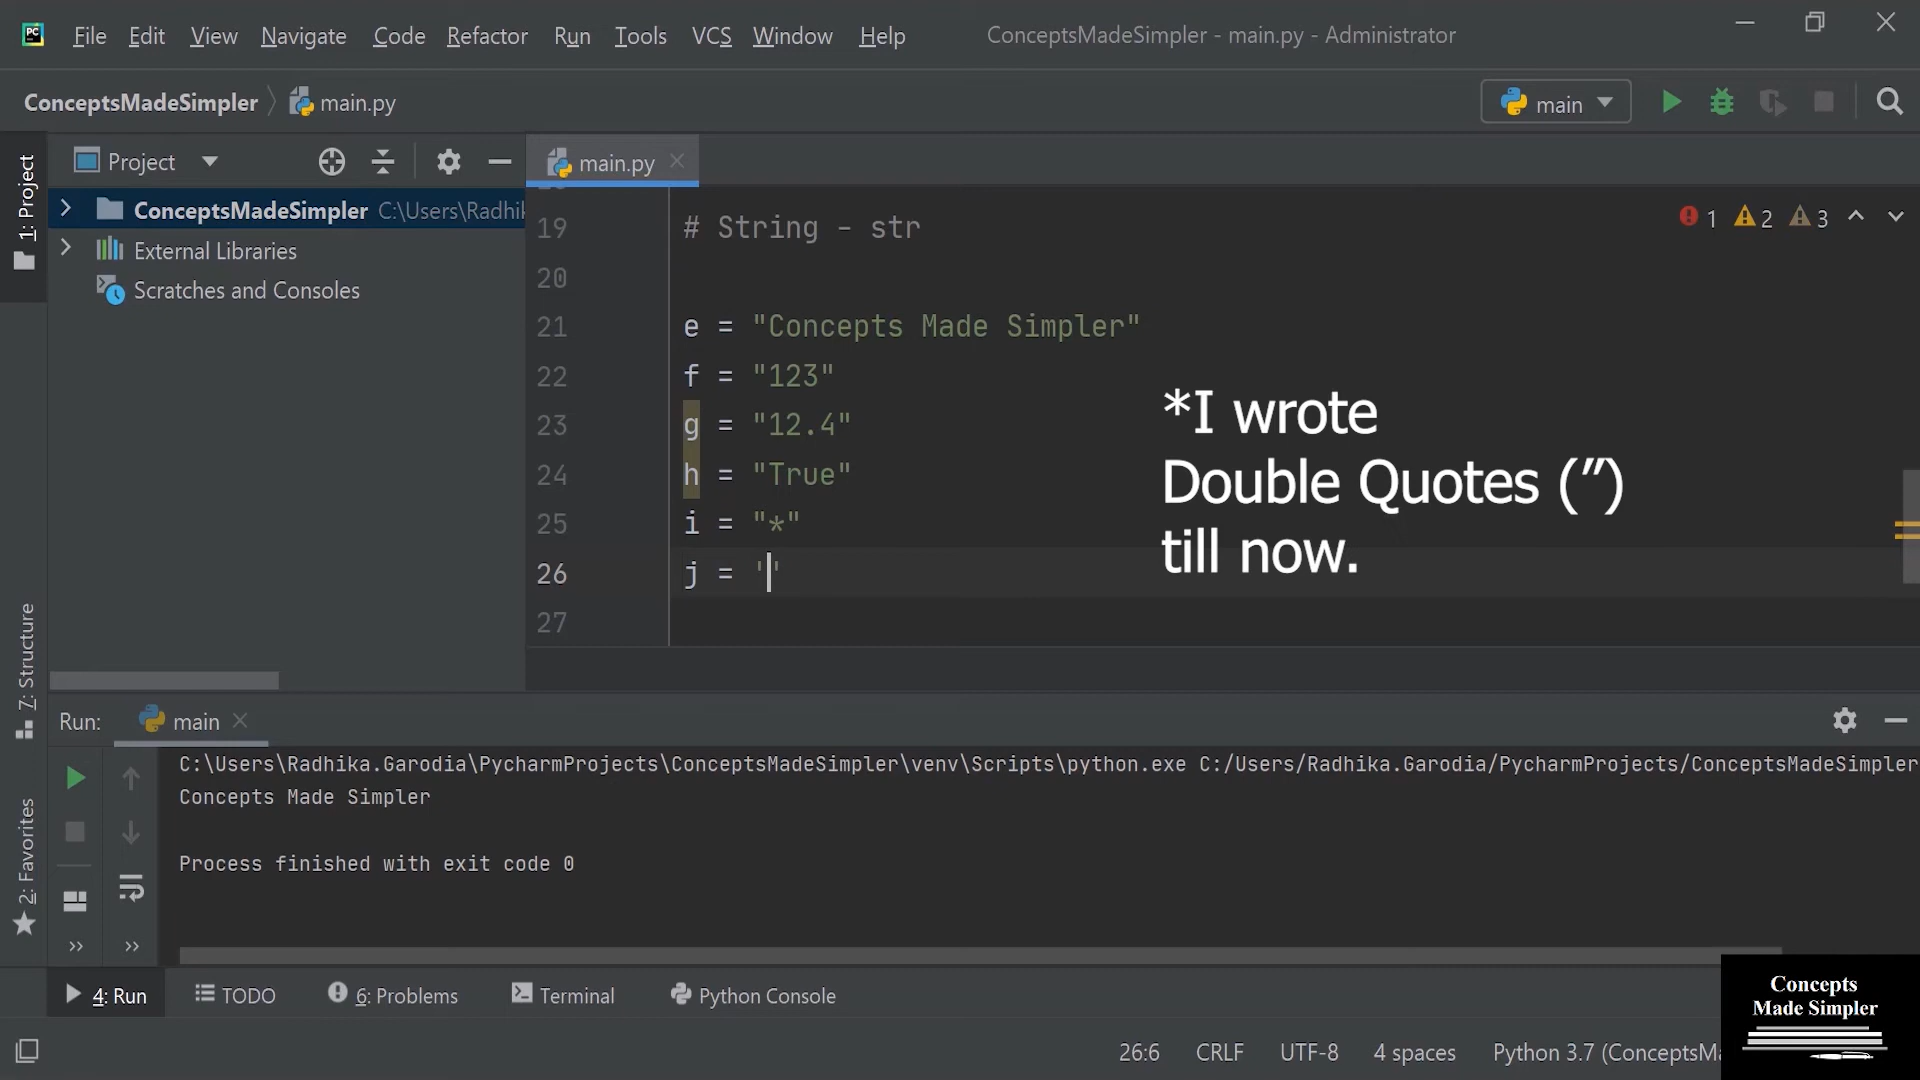 PC File Edit View Navigate Code Refactor Run Tools VCS Window Help ConceptsMadeSimpler - main.py - Administrator
ConceptsMadeSimpler main.py main
1: Project
Project
main.py
ConceptsMadeSimpler C:\Users\Radhik
External Libraries
Scratches and Consoles
19 # String - str
1 2 3
20
21 e = "Concepts Made Simpler"
22 f = "123"
23 g = "12.4"
24 h = "True"
25 i = "*"
26 j = ''
27
*I wrote
Double Quotes (”)
till now.
7: Structure
2: Favorites
Run: main
C:\Users\Radhika.Garodia\PycharmProjects\ConceptsMadeSimpler\venv\Scripts\python.exe C:/Users/Radhika.Garodia/PycharmProjects/ConceptsMadeSimpler
Concepts Made Simpler
Process finished with exit code 0
4: Run TODO 6: Problems Terminal Python Console
26:6 CRLF UTF-8 4 spaces Python 3.7 (ConceptsMa
Concepts
Made Simpler